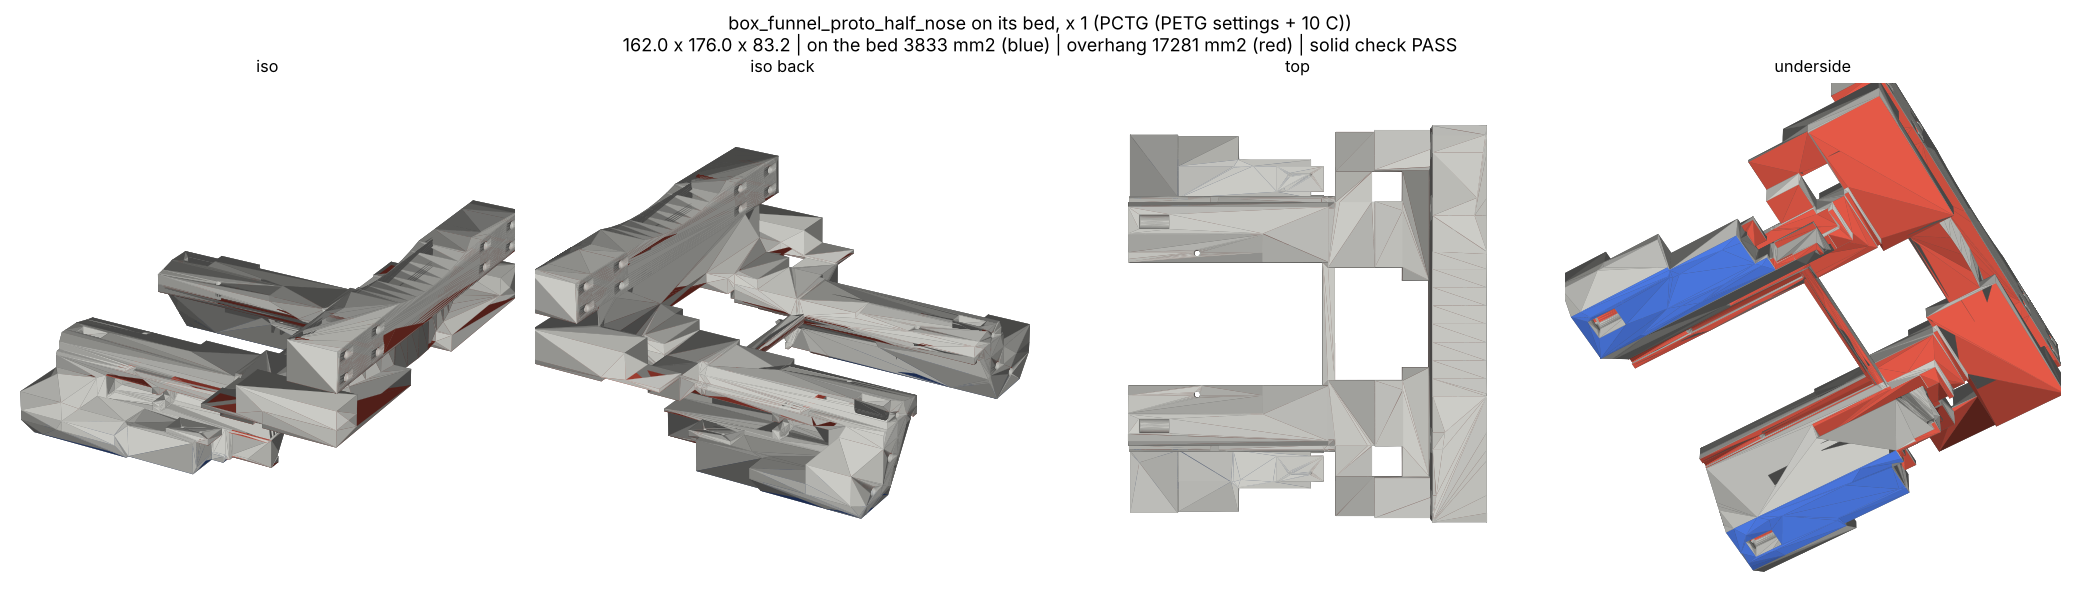 box_funnel_proto_half_nose on its bed, x 1 (PCTG (PETG settings + 10 C))
162.0 x 176.0 x 83.2 | on the bed 3833 mm2 (blue) | overhang 17281 mm2 (red) | solid check PASS
iso
iso back
top
underside